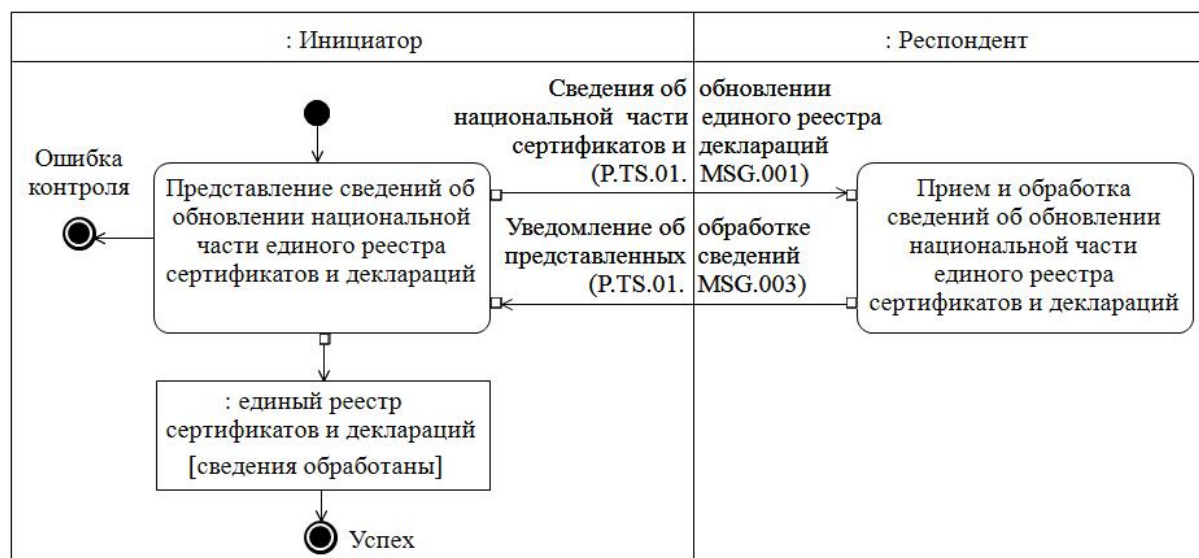 : Инициатор
: Респондент
Сведения об обновлении
национальной части единого реестра
сертификатов и деклараций
(P.TS.01. MSG.001)
Ошибка
контроля
Представление сведений об
обновлении национальной
части единого реестра
сертификатов и деклараций
Прием и обработка
сведений об обновлении
национальной части
единого реестра
сертификатов и деклараций
Уведомление об обработке
представленных сведений
(P.TS.01. MSG.003)
: единый реестр
сертификатов и деклараций
[сведения обработаны]
Успех